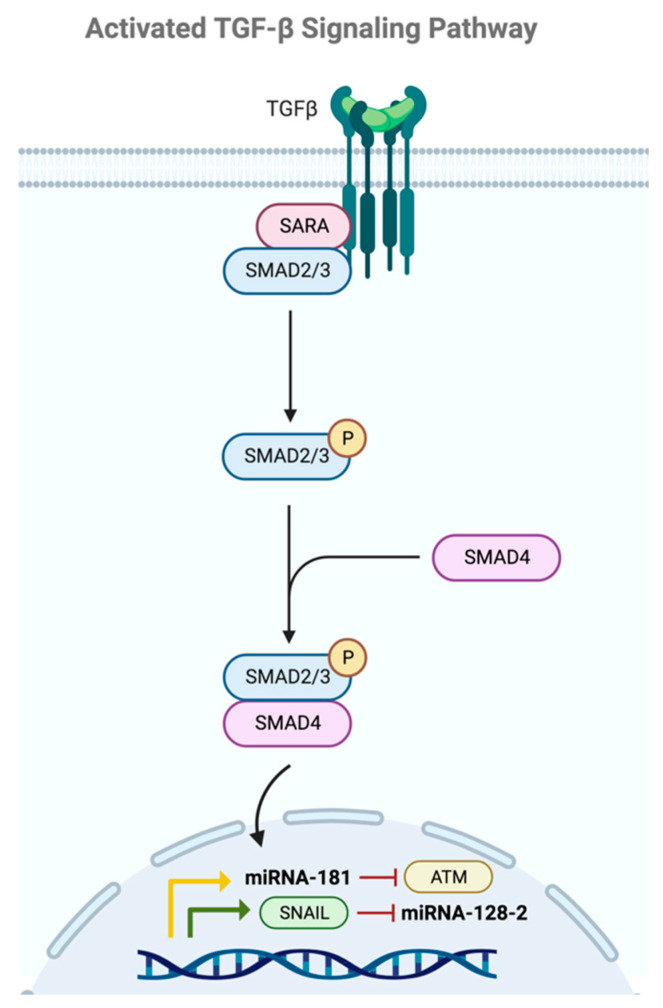 Activated TGF-β Signaling Pathway
TGFβ
SARA
SMAD2/3
P
SMAD2/3
SMAD4
P
SMAD2/3
SMAD4
miRNA-181
ATM
SNAIL
miRNA-128-2